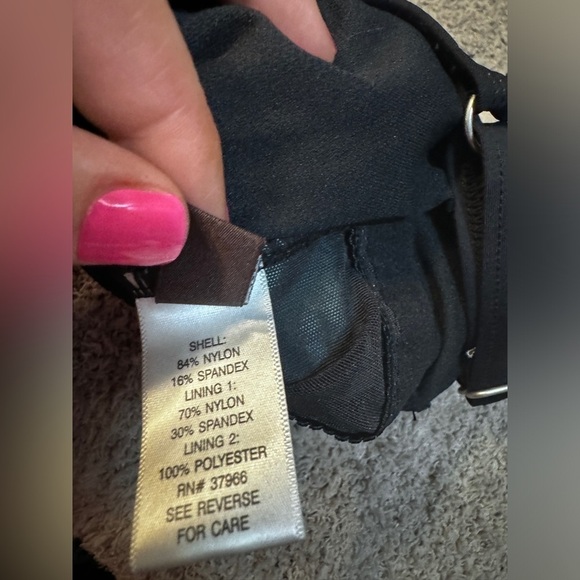 SHELL:
84% NYLON
16% SPANDEX
LINING 1:
70% NYLON
30% SPANDEX
LINING 2:
100% POLYESTER
RN# 37966
SEE REVERSE
FOR CARE